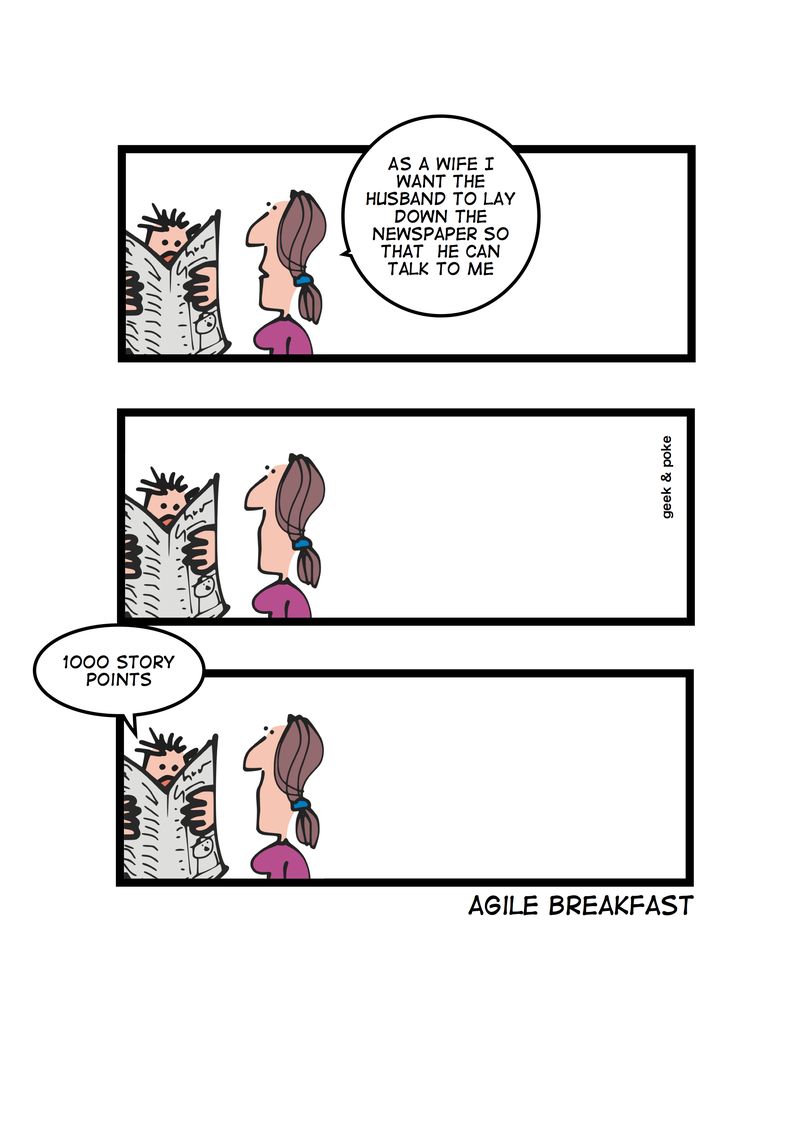 AS A WIFE I
WANT THE
HUSBAND TO LAY
DOWN THE
NEWSPAPER SO
THAT HE CAN
TALK TO ME
geek & poke
1000 STORY
POINTS
AGILE BREAKFAST